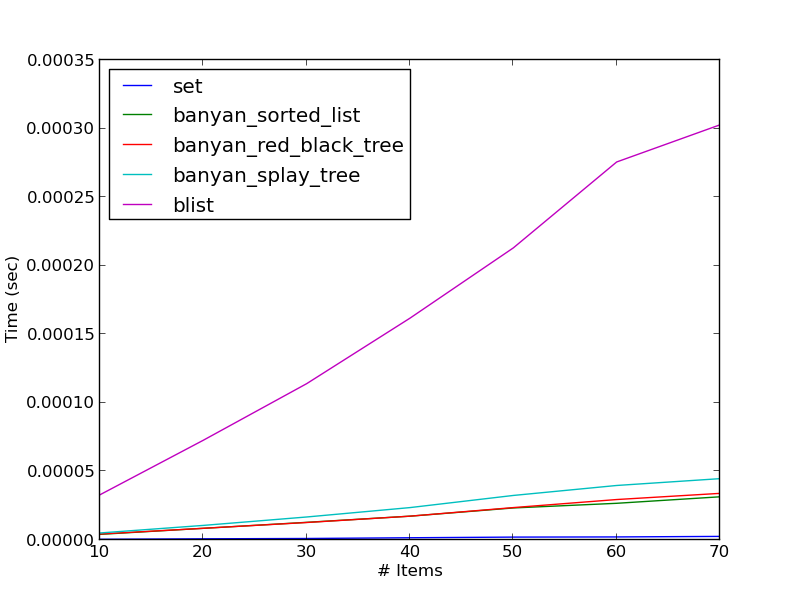 0.00035
0.00030
0.00025
0.00020
0.00015
0.00010
0.00005
0.00000
Time (sec)
set
banyan_sorted_list
banyan_red_black_tree
banyan_splay_tree
blist
10 20 30 40 50 60 70
# Items